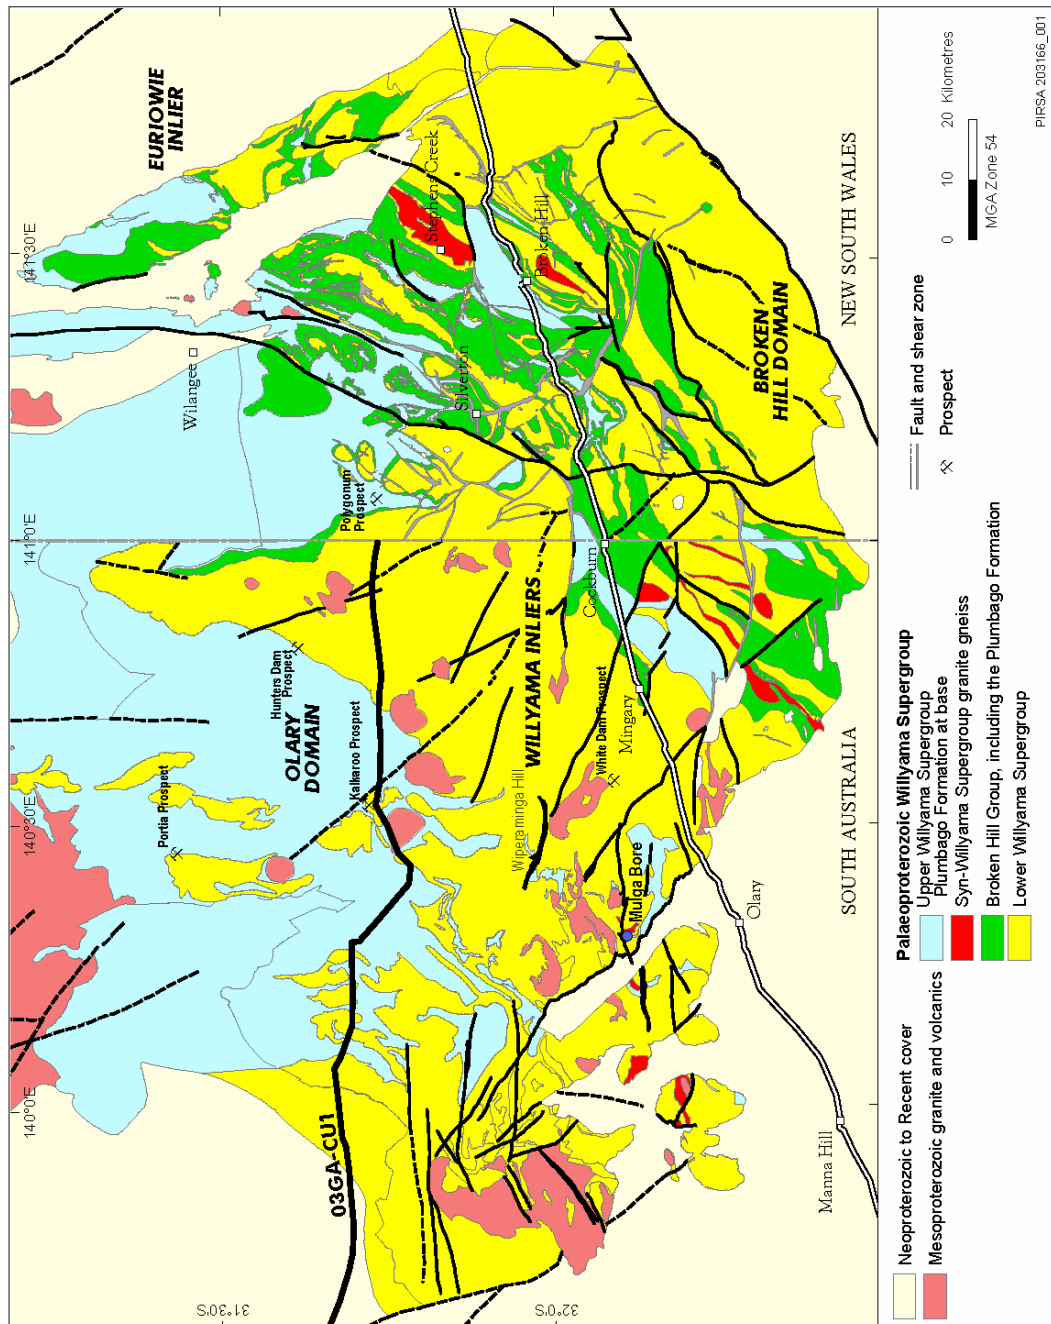 140°0'E
140°30'E
141°0'E
141°30'E
31°30'S
32°0'S
EURIOWIE
INLIER
Wilangee
Portia Prospect
Hunters Dam
Prospect
OLARY
DOMAIN
Kalkaroo Prospect
03GA-CU1
Polygonum
Prospect
Stephens Creek
Silverton
Broken Hill
WILLYAMA INLIERS
Wiperaminga Hill
White Dam Prospect
Cockburn
Mingary
Mulga Bore
BROKEN
HILL DOMAIN
Olary
Manna Hill
SOUTH AUSTRALIA
NEW SOUTH WALES
Neoproterozoic to Recent cover
Mesoproterozoic granite and volcanics
Palaeoproterozoic Willyama Supergroup
Upper Willyama Supergroup
Plumbago Formation at base
Syn-Willyama Supergroup granite gneiss
Broken Hill Group, including the Plumbago Formation
Lower Willyama Supergroup
Fault and shear zone
Prospect
0 10 20 Kilometres
MGA Zone 54
PIRSA 203166_001